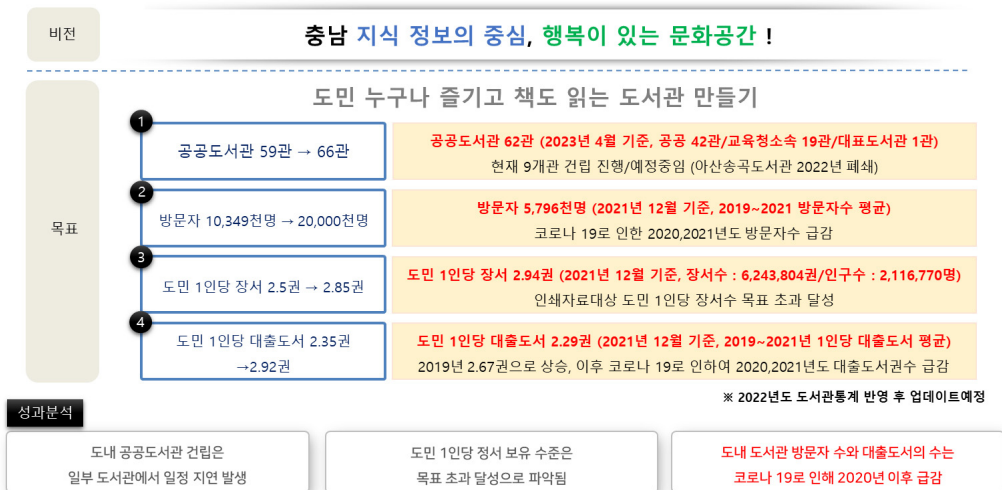 비전
충남 지식 정보의 중심, 행복이 있는 문화공간 !
목표
도민 누구나 즐기고 책도 읽는 도서관 만들기
1
공공도서관 59관 → 66관
공공도서관 62관 (2023년 4월 기준, 공공 42관/교육청소속 19관/대표도서관 1관)
현재 9개관 건립 진행/예정중임 (아산송곡도서관 2022년 폐쇄)
2
방문자 10,349천명 → 20,000천명
방문자 5,796천명 (2021년 12월 기준, 2019~2021 방문자수 평균)
코로나 19로 인한 2020,2021년도 방문자수 급감
3
도민 1인당 장서 2.5권 → 2.85권
도민 1인당 장서 2.94권 (2021년 12월 기준, 장서수 : 6,243,804권/인구수 : 2,116,770명)
인쇄자료대상 도민 1인당 장서수 목표 초과 달성
4
도민 1인당 대출도서 2.35권
→2.92권
도민 1인당 대출도서 2.29권 (2021년 12월 기준, 2019~2021년 1인당 대출도서 평균)
2019년 2.67권으로 상승, 이후 코로나 19로 인하여 2020,2021년도 대출도서권수 급감
※ 2022년도 도서관통계 반영 후 업데이트예정
성과분석
도내 공공도서관 건립은
일부 도서관에서 일정 지연 발생
도민 1인당 정서 보유 수준은
목표 초과 달성으로 파악됨
도내 도서관 방문자 수와 대출도서의 수는
코로나 19로 인해 2020년 이후 급감